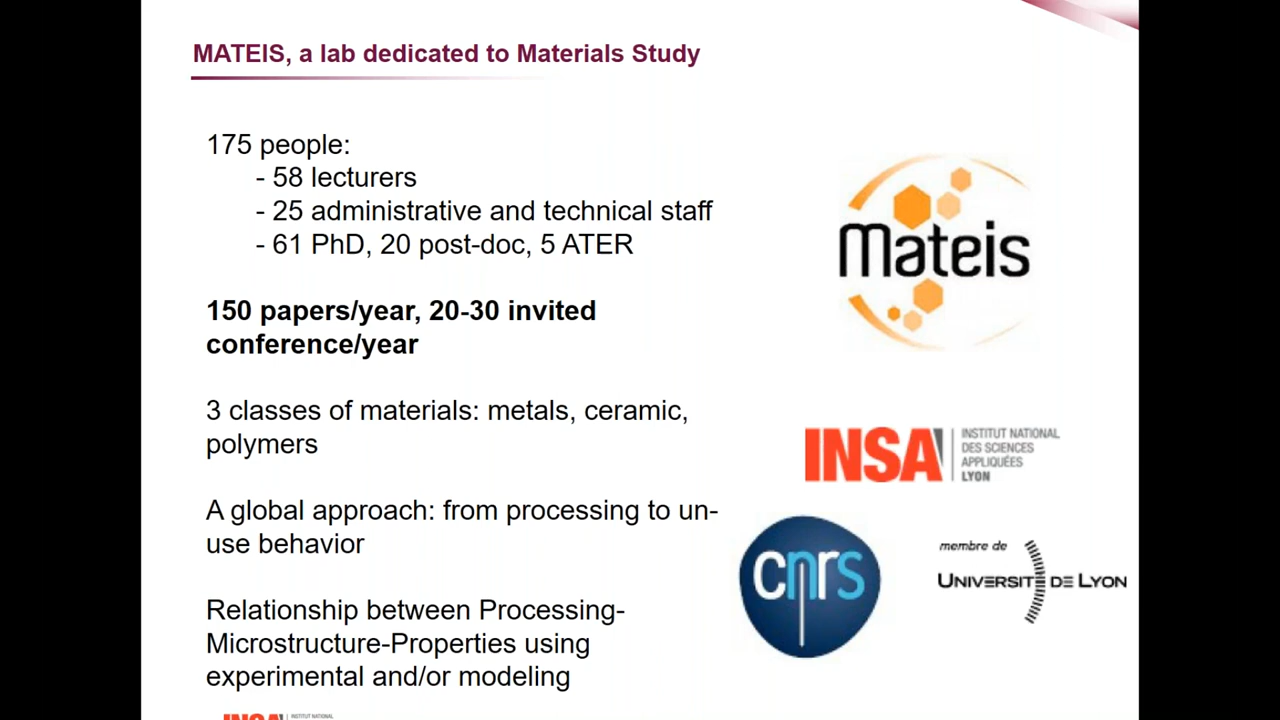 MATEIS, a lab dedicated to Materials Study
175 people:
- 58 lecturers
- 25 administrative and technical staff
- 61 PhD, 20 post-doc, 5 ATER
150 papers/year, 20-30 invited
conference/year
3 classes of materials: metals, ceramic,
polymers
A global approach: from processing to un-
use behavior
Relationship between Processing-
Microstructure-Properties using
experimental and/or modeling
Mateis
INSA
INSTITUT NATIONAL
DES SCIENCES
APPLIQUÉES
LYON
cnrs
membre de
UNIVERSITÉ DE LYON
INSA
INSTITUT NATIONAL